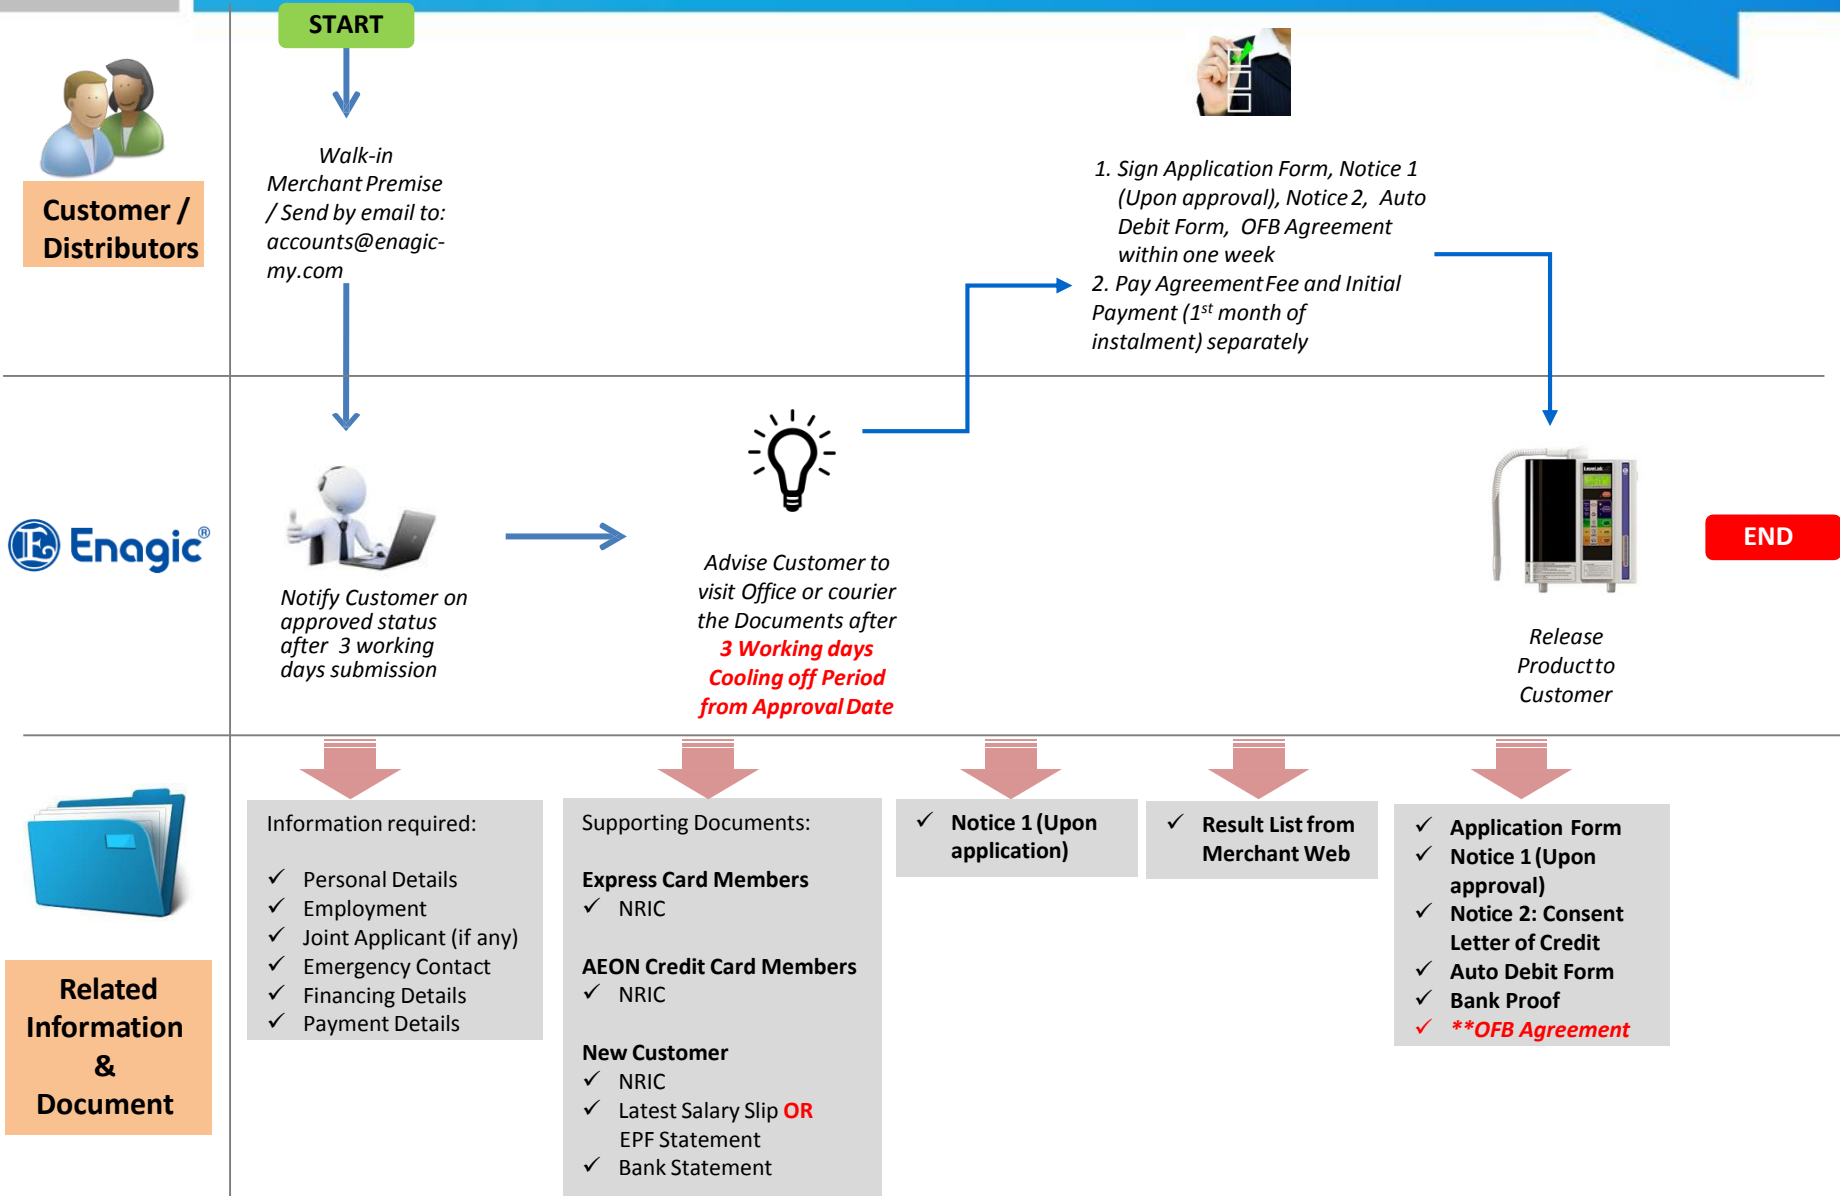 START
Walk-in
Merchant Premise
/ Send by email to:
accounts@enagic-
my.com
1. Sign Application Form, Notice 1
(Upon approval), Notice 2, Auto
Debit Form, OFB Agreement
within one week
2. Pay Agreement Fee and Initial
Payment (1st month of
instalment) separately
Customer /
Distributors
Enagic®
Notify Customer on
approved status
after 3 working
days submission
Advise Customer to
visit Office or courier
the Documents after
3 Working days
Cooling off Period
from Approval Date
Release
Product to
Customer
END
Related
Information
&
Document
Information required:
✓ Personal Details
✓ Employment
✓ Joint Applicant (if any)
✓ Emergency Contact
✓ Financing Details
✓ Payment Details
Supporting Documents:
Express Card Members
✓ NRIC
AEON Credit Card Members
✓ NRIC
New Customer
✓ NRIC
✓ Latest Salary Slip OR
EPF Statement
✓ Bank Statement
✓ Notice 1 (Upon
application)
✓ Result List from
Merchant Web
✓ Application Form
✓ Notice 1 (Upon
approval)
✓ Notice 2: Consent
Letter of Credit
✓ Auto Debit Form
✓ Bank Proof
✓ **OFB Agreement